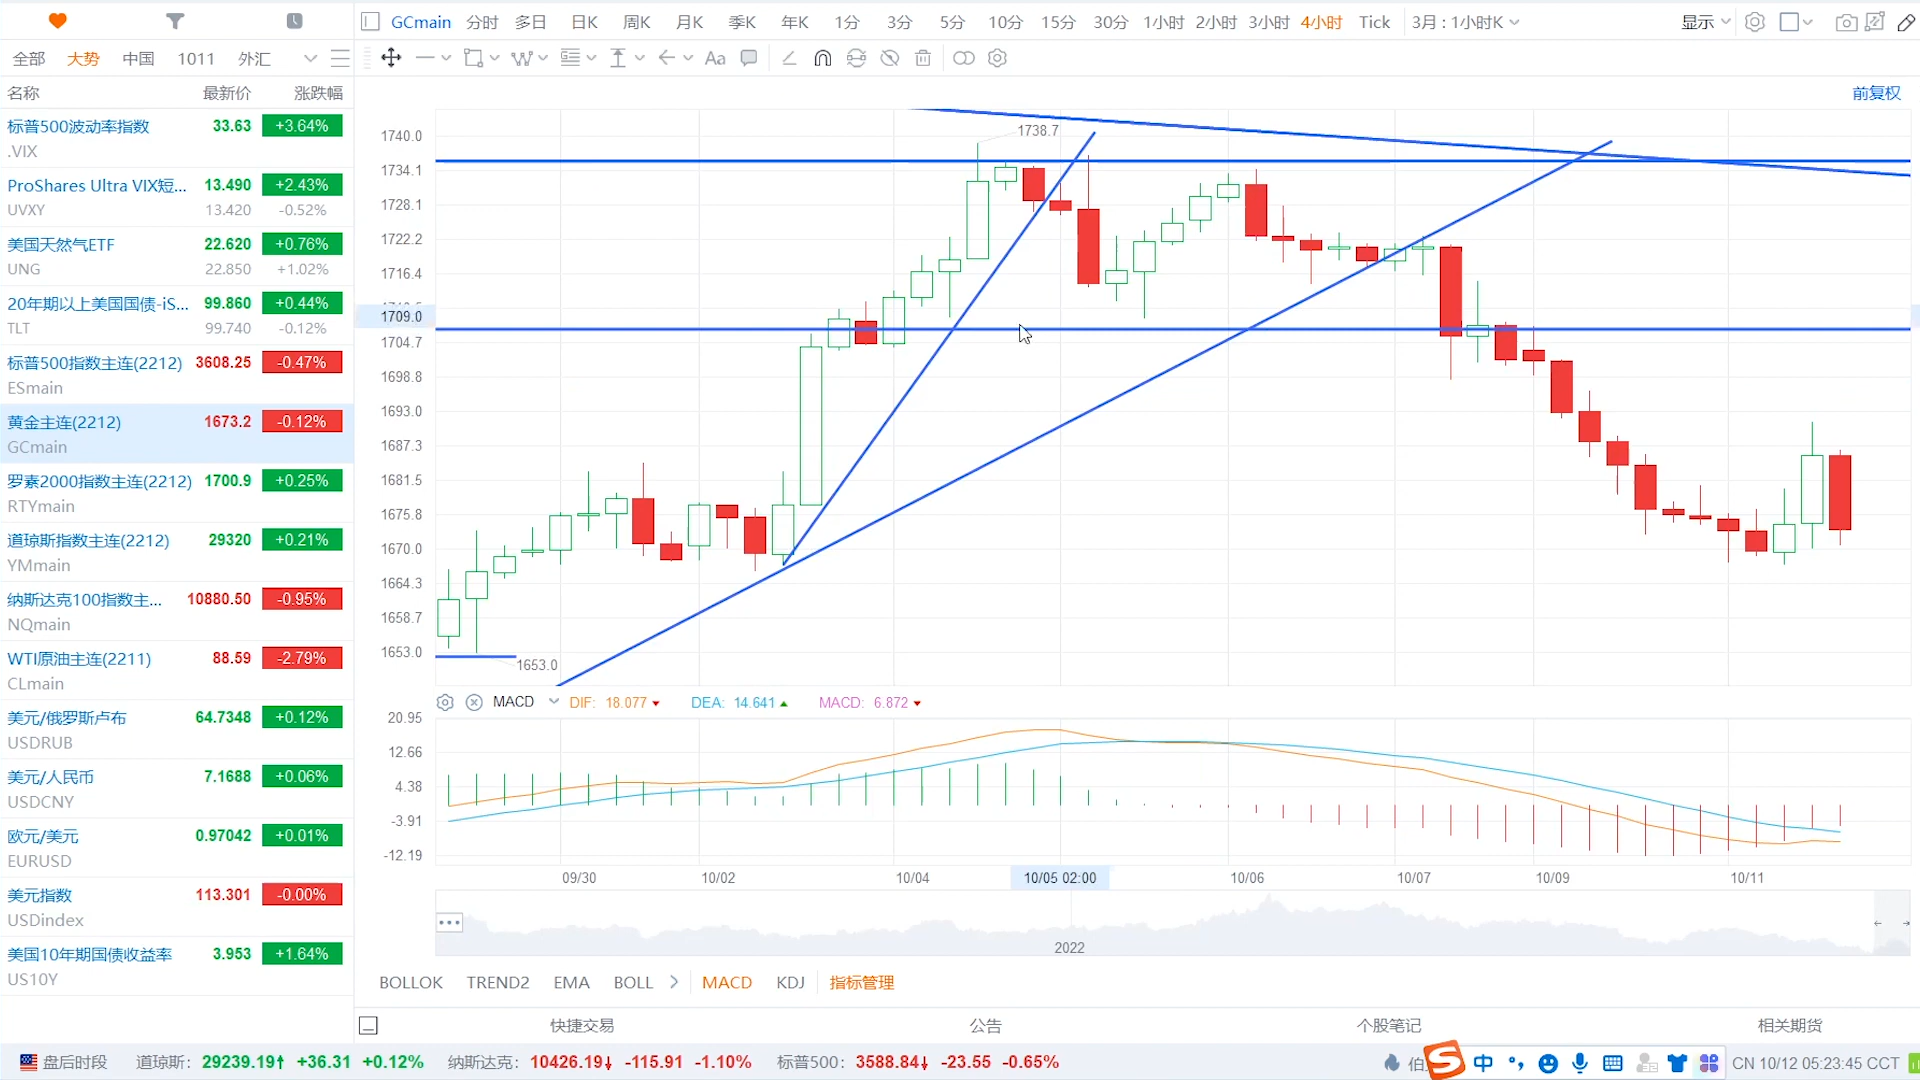 GCmain 分时 多日 日K 周K 月K 季K 年K 1分 3分 5分 10分 15分 30分 1小时 2小时 3小时 4小时 Tick 3月 : 1小时K 显示
全部 大势 中国 1011 外汇
Aa
名称 最新价 涨跌幅
前复权
标普500波动率指数 33.63 +3.64%
.VIX
ProShares Ultra VIX短... 13.490 +2.43%
UVXY 13.420 -0.52%
美国天然气ETF 22.620 +0.76%
UNG 22.850 +1.02%
20年期以上美国国债-iS... 99.860 +0.44%
TLT 99.740 -0.12%
标普500指数主连(2212) 3608.25 -0.47%
ESmain
黄金主连(2212) 1673.2 -0.12%
GCmain
罗素2000指数主连(2212) 1700.9 +0.25%
RTYmain
道琼斯指数主连(2212) 29320 +0.21%
YMmain
纳斯达克100指数主... 10880.50 -0.95%
NQmain
WTI原油主连(2211) 88.59 -2.79%
CLmain
美元/俄罗斯卢布 64.7348 +0.12%
USDRUB
美元/人民币 7.1688 +0.06%
USDCNY
欧元/美元 0.97042 +0.01%
EURUSD
美元指数 113.301 -0.00%
USDindex
美国10年期国债收益率 3.953 +1.64%
US10Y
1740.0
1738.7
1734.1
1728.1
1722.2
1716.4
1709.0
1704.7
1698.8
1693.0
1687.3
1681.5
1675.8
1670.0
1664.3
1658.7
1653.0
1653.0
MACD DIF: 18.077 DEA: 14.641 MACD: 6.872
20.95
12.66
4.38
-3.91
-12.19
09/30 10/02 10/04 10/05 02:00 10/06 10/07 10/09 10/11
2022
BOLLOK TREND2 EMA BOLL MACD KDJ 指标管理
快捷交易 公告 个股笔记 相关期货
盘后时段 道琼斯: 29239.19↑ +36.31 +0.12% 纳斯达克: 10426.19↓ -115.91 -1.10% 标普500: 3588.84↓ -23.55 -0.65% 中 CN 10/12 05:23:45 CCT